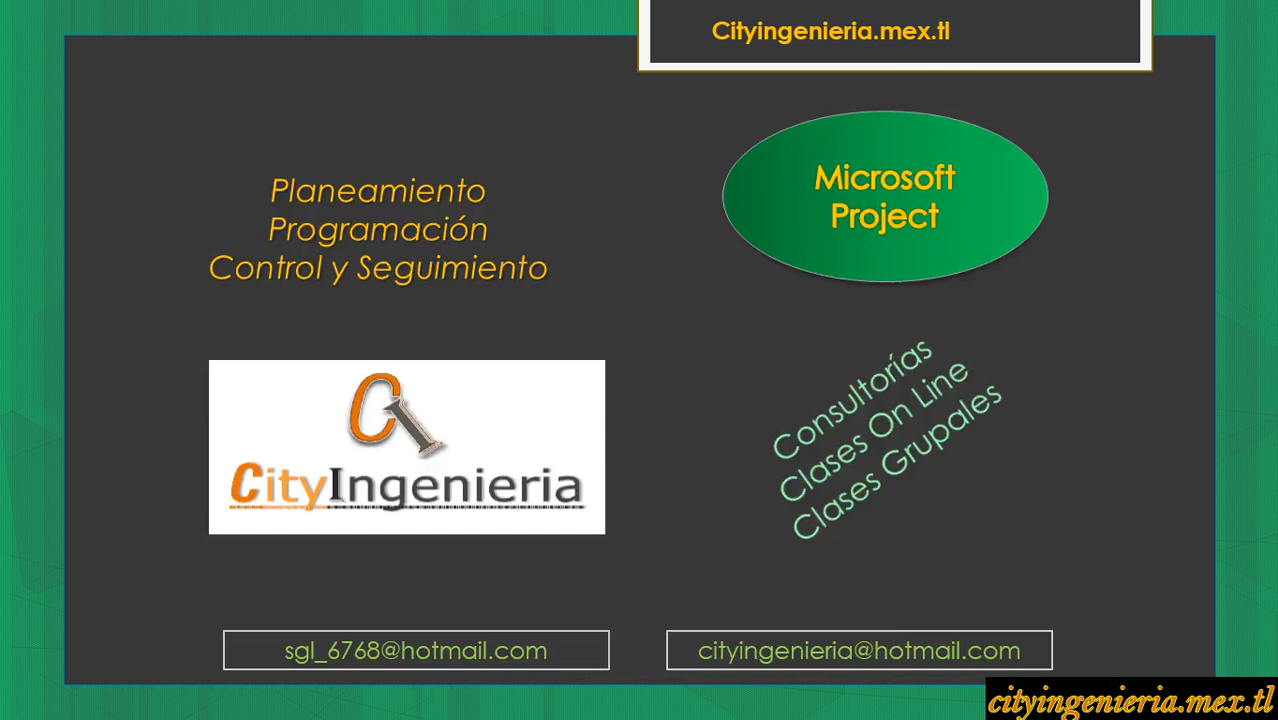 Cityingenieria.mex.tl
Planeamiento
Programación
Control y Seguimiento
Microsoft
Project
CI
CityIngenieria
Consultorías
Clases On Line
Clases Grupales
sgl_6768@hotmail.com
cityingenieria@hotmail.com
cityingenieria.mex.tl